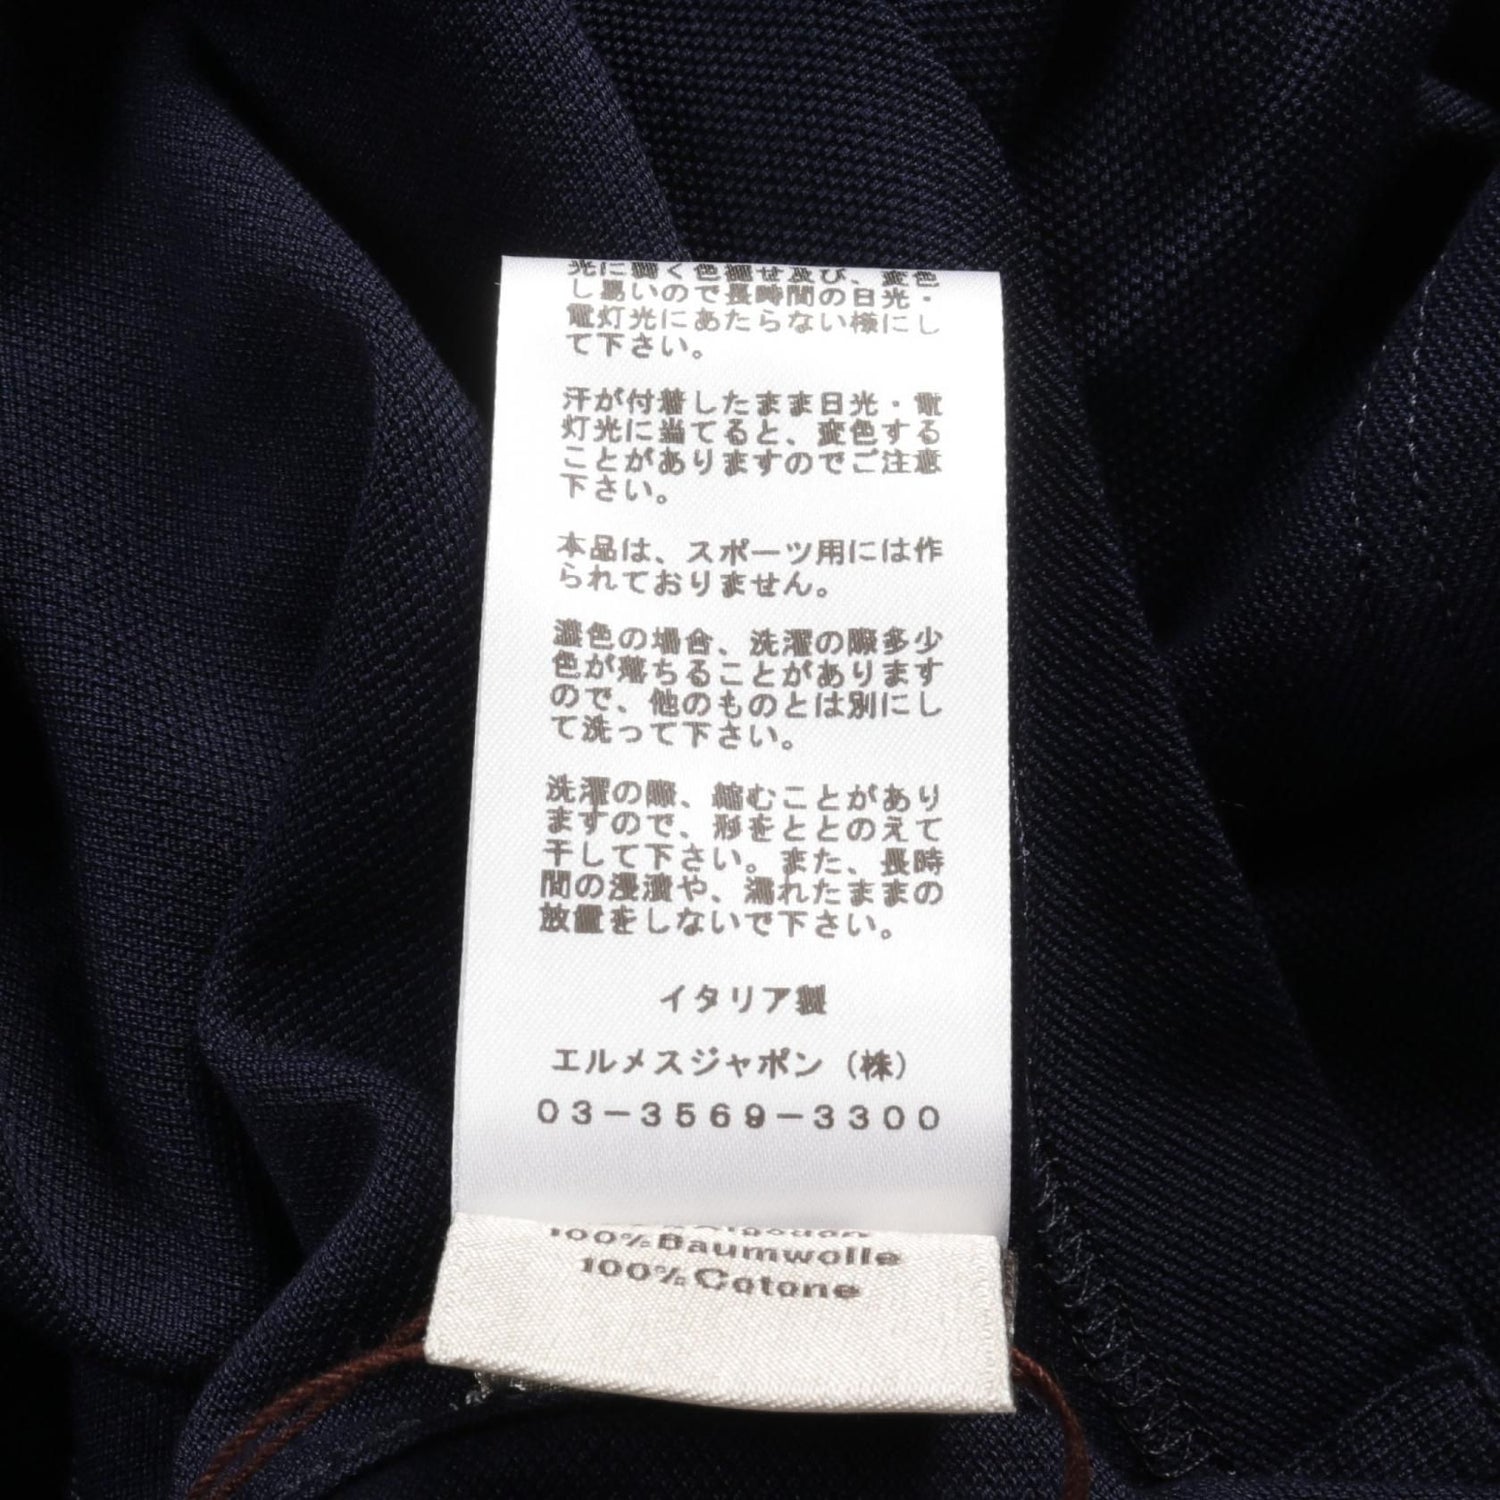 光に弱く色褪せ及び、変色
し易いので長時間の日光・
電灯光にあたらない様にし
て下さい。
汗が付着したまま日光・電
灯光に当てると、変色する
ことがありますのでご注意
下さい。
本品は、スポーツ用には作
られておりません。
濃色の場合、洗濯の際多少
色が落ちることがあります
ので、他のものとは別にし
て洗って下さい。
洗濯の際、縮むことがあり
ますので、形をととのえて
干して下さい。また、長時
間の浸漬や、濡れたままの
放置をしないで下さい。
イタリア製
エルメスジャポン（株）
03-3569-3300
Algodan
100%Baumwolle
100%Cotone